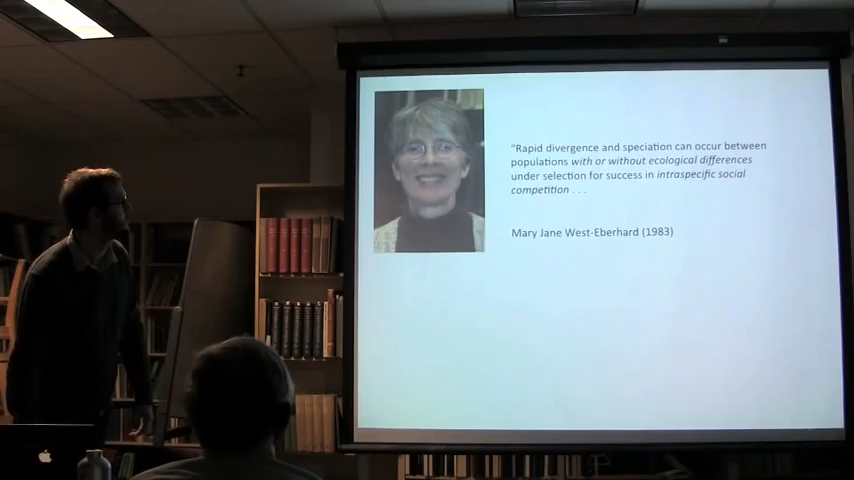 "Rapid divergence and speciation can occur between
populations with or without ecological differences
under selection for success in intraspecific social
competition . . .
Mary Jane West-Eberhard (1983)